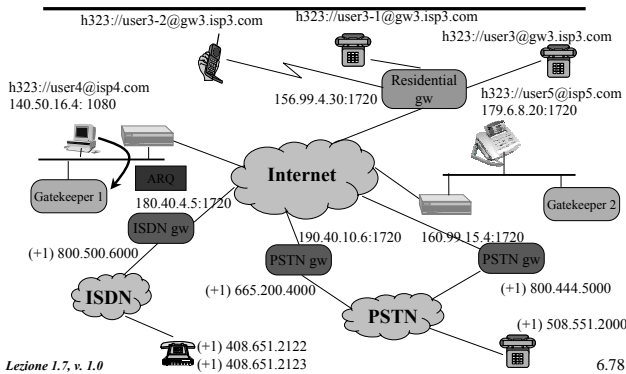 h323://user3-1@gw3.isp3.com
h323://user3-2@gw3.isp3.com
h323://user3@gw3.isp3.com
h323://user4@isp4.com
140.50.16.4: 1080
Residential
gw
156.99.4.30:1720
h323://user5@isp5.com
179.6.8.20:1720
Internet
ARQ
Gatekeeper 1
Gatekeeper 2
180.40.4.5:1720
ISDN gw
190.40.10.6:1720
160.99.15.4:1720
(+1) 800.500.6000
PSTN gw
PSTN gw
(+1) 665.200.4000
(+1) 800.444.5000
ISDN
PSTN
(+1) 508.551.2000
(+1) 408.651.2122
(+1) 408.651.2123
Lezione 1.7, v. 1.0
6.78